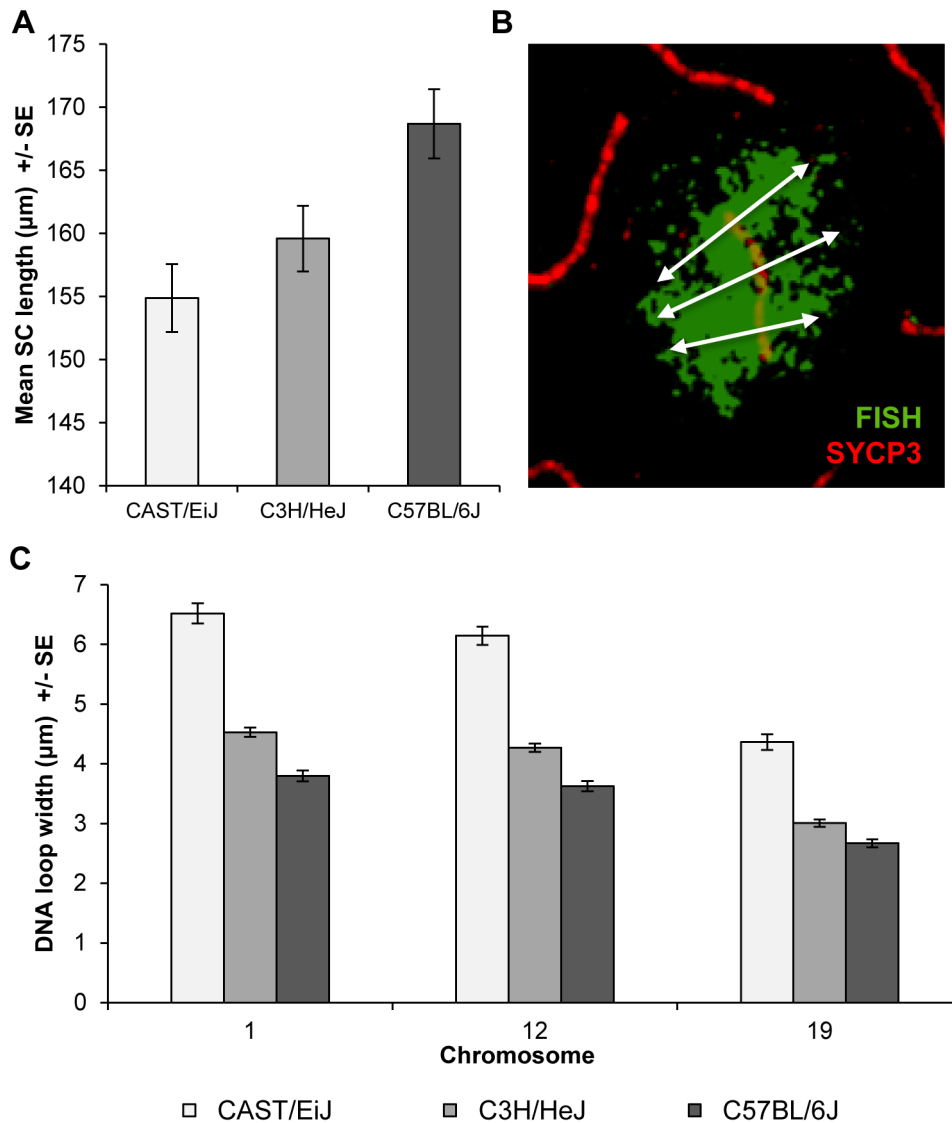 A
Mean SC length (µm) +/- SE
175
170
165
160
155
150
145
140
CAST/EiJ C3H/HeJ C57BL/6J
B
FISH
SYCP3
C
DNA loop width (µm) +/- SE
7
6
5
4
3
2
1
0
1 12 19
Chromosome
CAST/EiJ C3H/HeJ C57BL/6J